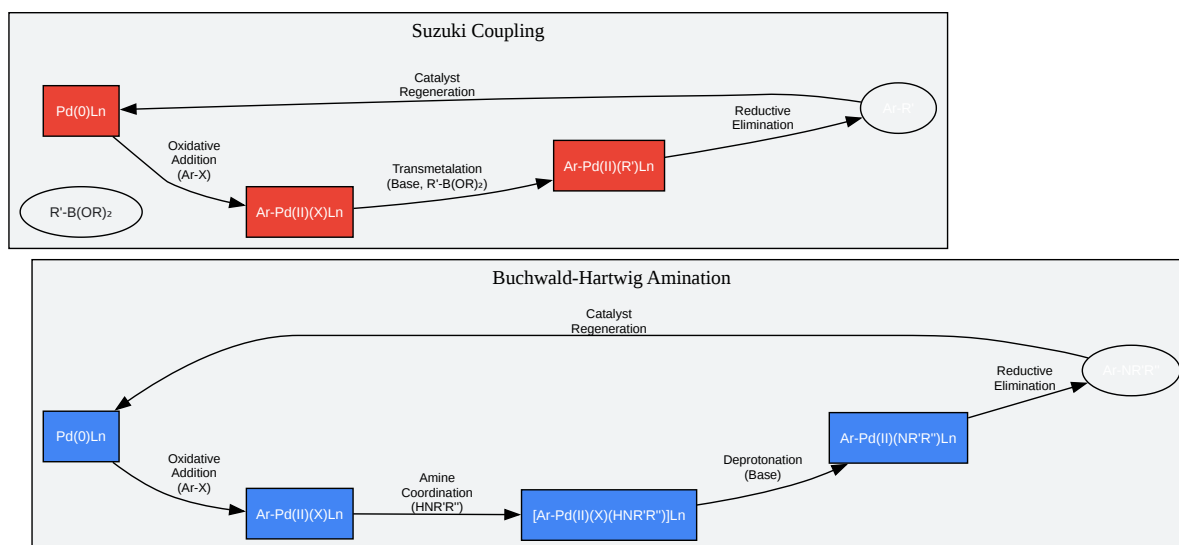 Suzuki Coupling
Catalyst
Regeneration
Pd(0)Ln
Ar-R'
Reductive
Elimination
Oxidative
Addition
(Ar-X)
Transmetalation
(Base, R'-B(OR)₂)
Ar-Pd(II)(R')Ln
R'-B(OR)₂
Ar-Pd(II)(X)Ln
Buchwald-Hartwig Amination
Catalyst
Regeneration
Ar-NR'R''
Reductive
Elimination
Pd(0)Ln
Ar-Pd(II)(NR'R'')Ln
Oxidative
Addition
(Ar-X)
Amine
Coordination
(HNR'R'')
Deprotonation
(Base)
Ar-Pd(II)(X)Ln
[Ar-Pd(II)(X)(HNR'R'')]Ln